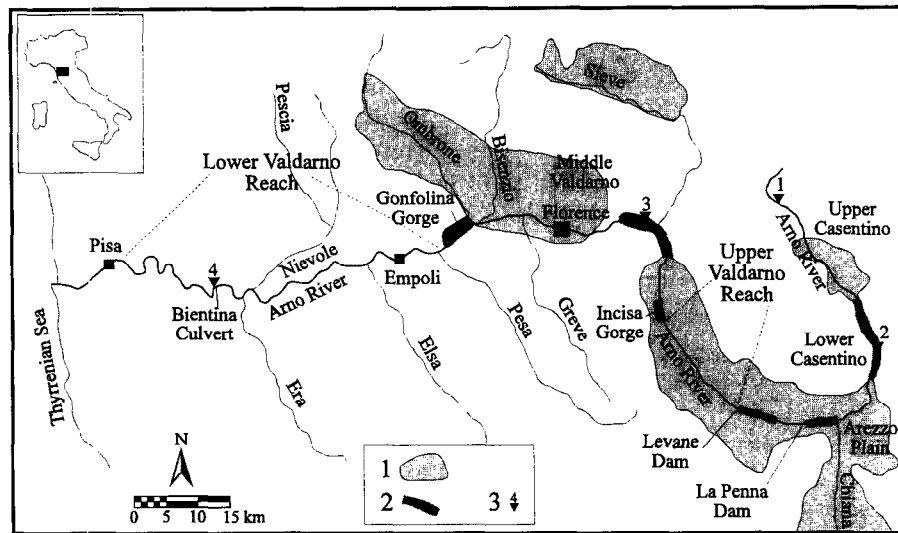 Sieve
Pescia
Ombrone
Bisenzio
Lower Valdarno
Reach
Middle
Valdarno
1
3
Gonfolina
Gorge
Florence
Upper
Casentino
Pisa
Arno River
Upper
Valdarno
Reach
Nievole
4
Empoli
Arno River
Bientina
Culvert
Incisa
Gorge
Greve
Pesa
Arno River
Lower
Casentino
2
Thyrrenian Sea
Elsa
Era
Levane
Dam
Arezzo
Plain
La Penna
Dam
Chiana
N
0 5 10 15 km
1
2
3 4